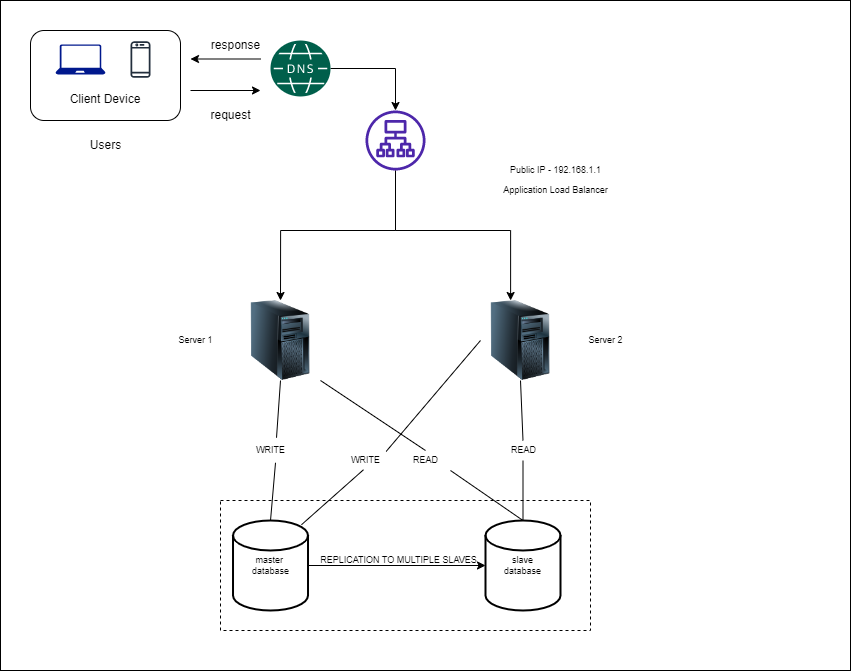 response
DNS
Client Device
request
Users
Public IP - 192.168.1.1
Application Load Balancer
Server 1
Server 2
WRITE
WRITE
READ
READ
master
database
REPLICATION TO MULTIPLE SLAVES
slave
database